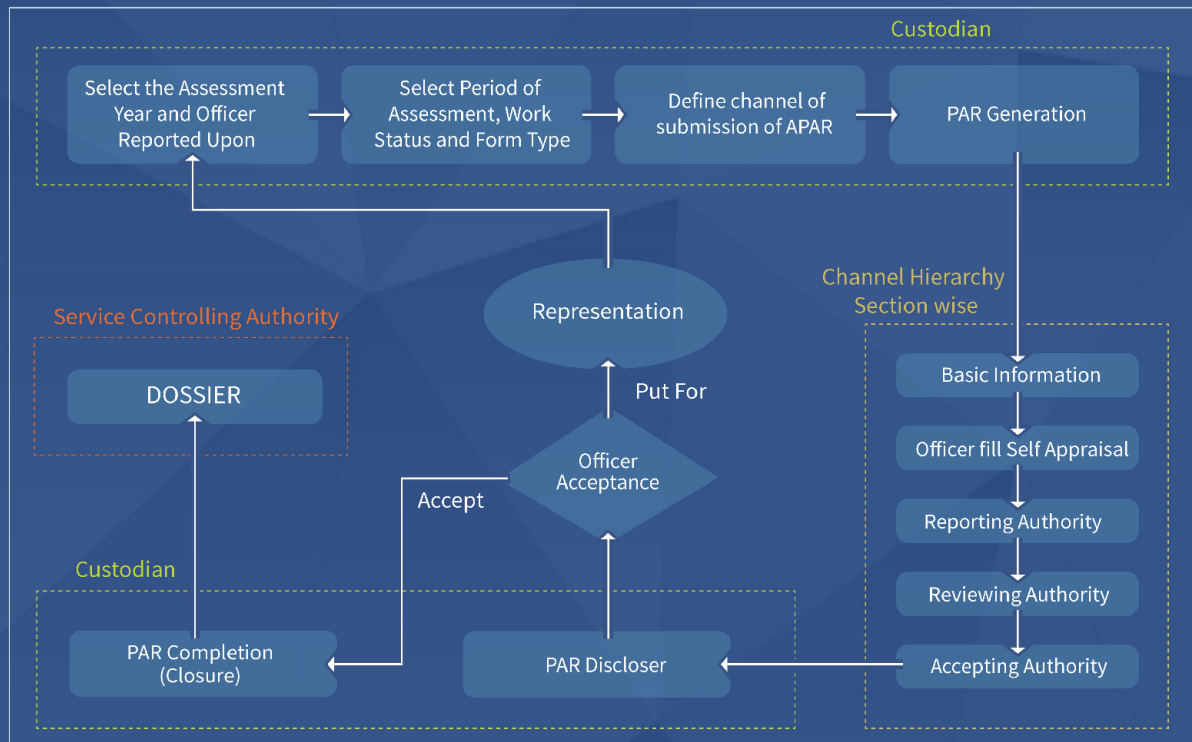 Custodian
Select the Assessment
Year and Officer
Reported Upon
Select Period of
Assessment, Work
Status and Form Type
Define channel of
submission of APAR
PAR Generation
Channel Hierarchy
Section wise
Basic Information
Officer fill Self Appraisal
Reporting Authority
Reviewing Authority
Accepting Authority
Representation
Put For
Officer
Acceptance
Accept
Service Controlling Authority
DOSSIER
Custodian
PAR Completion
(Closure)
PAR Discloser